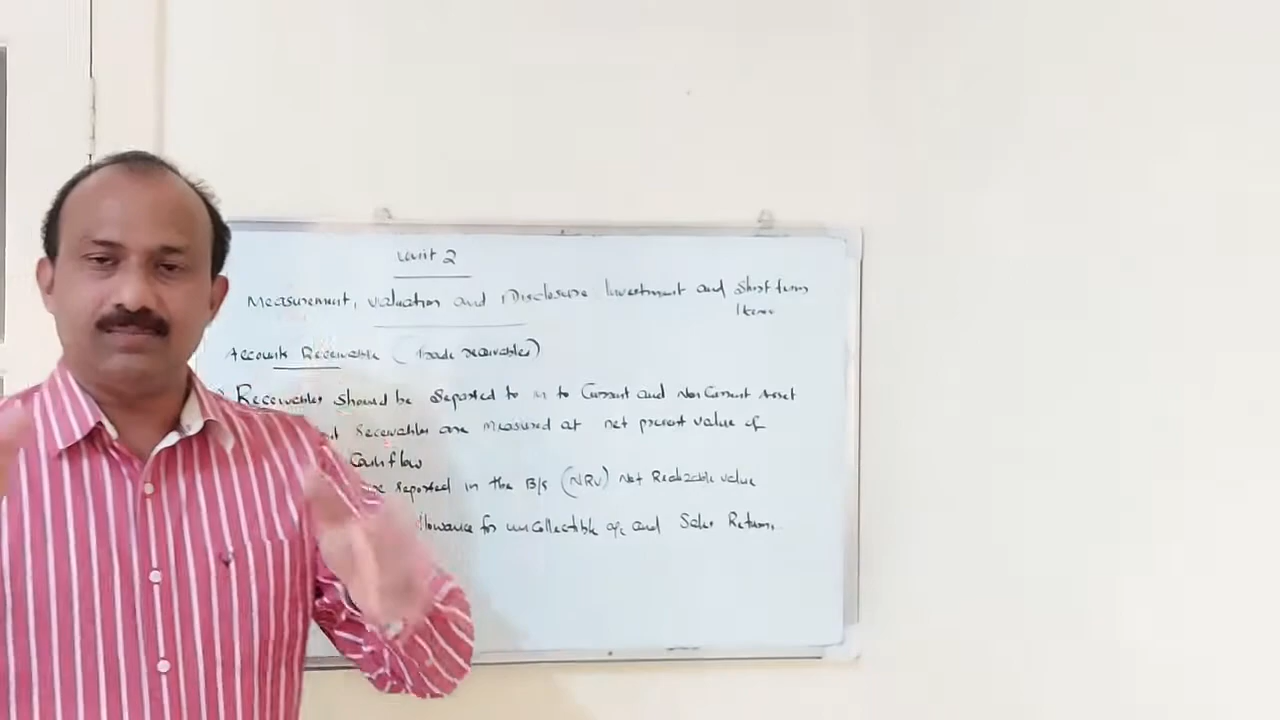 Unit 2
Measurement, valuation and Disclosure Investment and Short term
Items
Account Receivable (Trade receivables)
Receivables should be reported to in to Current and Non Current Asset
Receivables are measured at net present value of
Cash flow
reported in the B/s (NRV) Net Realizable value
allowance for uncollectible a/c and Sales Returns